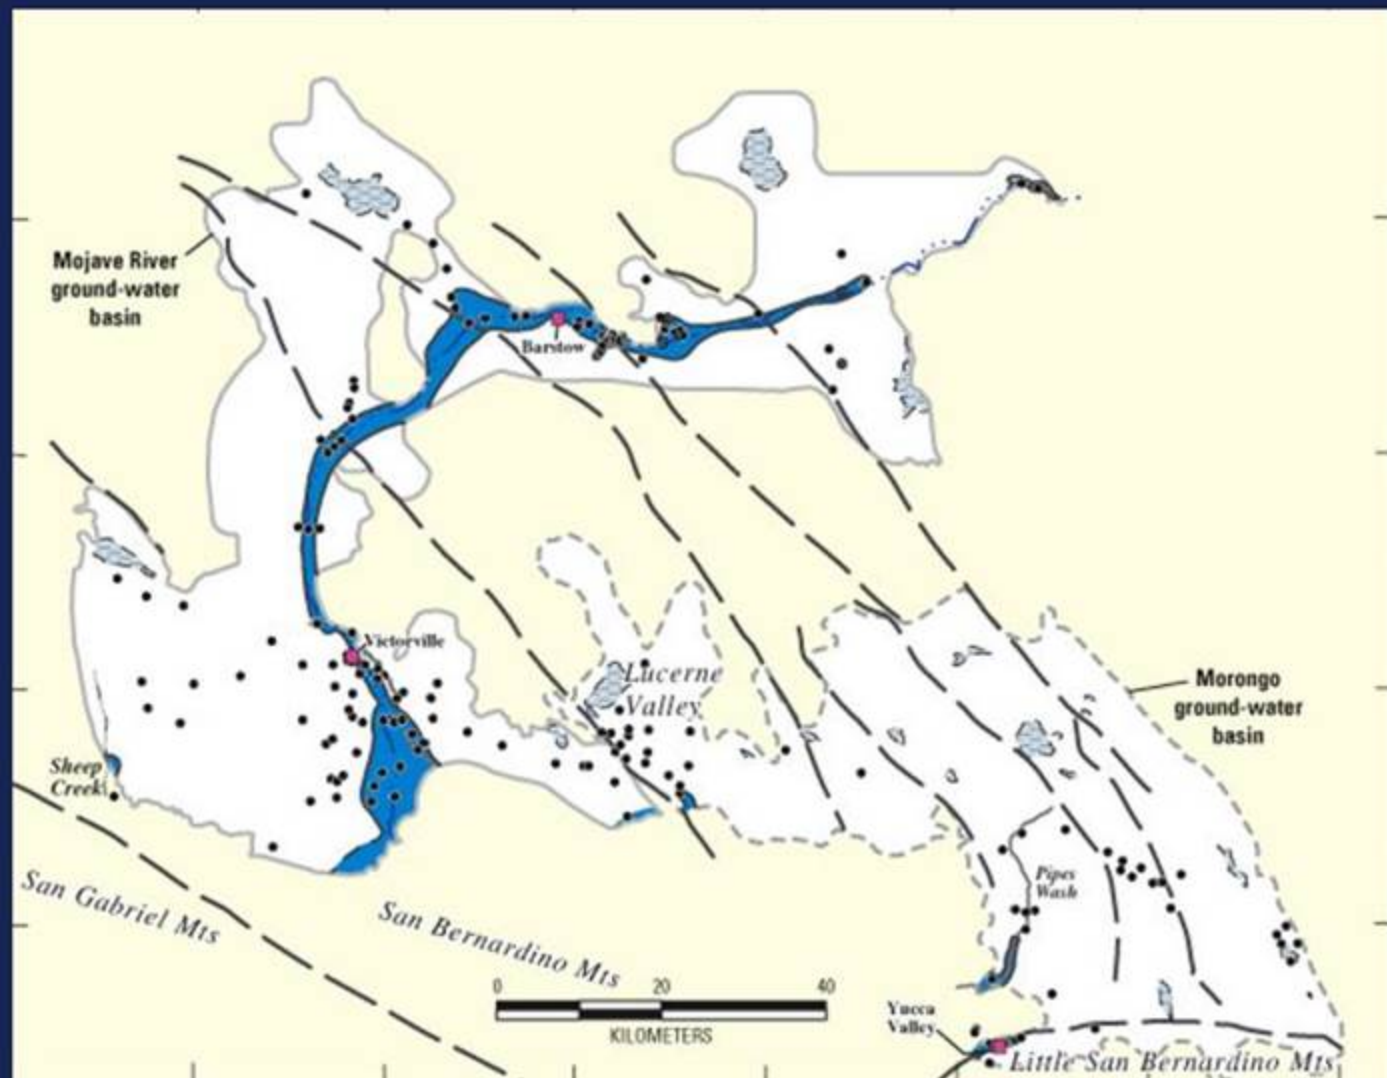 Mojave River
ground-water
basin
Barstow
Victorville
Lucerne
Valley
Morongo
ground-water
basin
Sheep
Creek
Pipes
Wash
San Gabriel Mts
San Bernardino Mts
0 20 40
KILOMETERS
Yucca
Valley
Little San Bernardino Mts